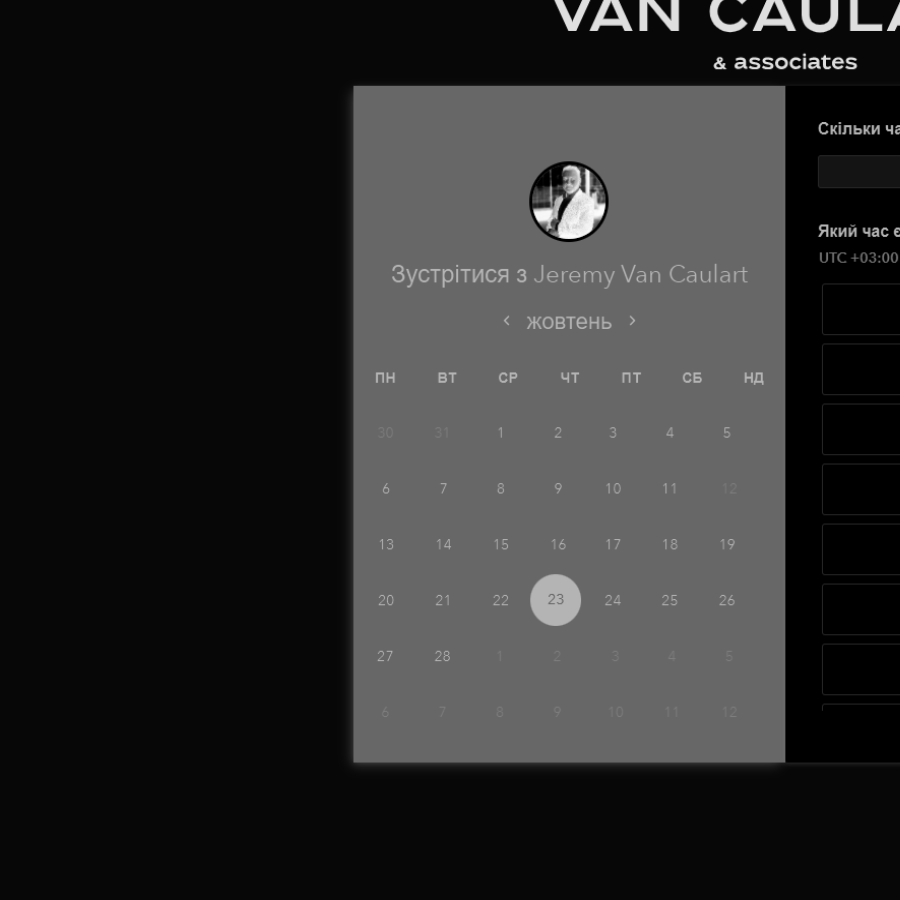 VAN CAULA
& associates
Зустрітися з Jeremy Van Caulart
жовтень
ПН ВТ СР ЧТ ПТ СБ НД
30 31 1 2 3 4 5
6 7 8 9 10 11 12
13 14 15 16 17 18 19
20 21 22 23 24 25 26
27 28 1 2 3 4 5
6 7 8 9 10 11 12
Скільки ча
Який час є
UTC +03:00